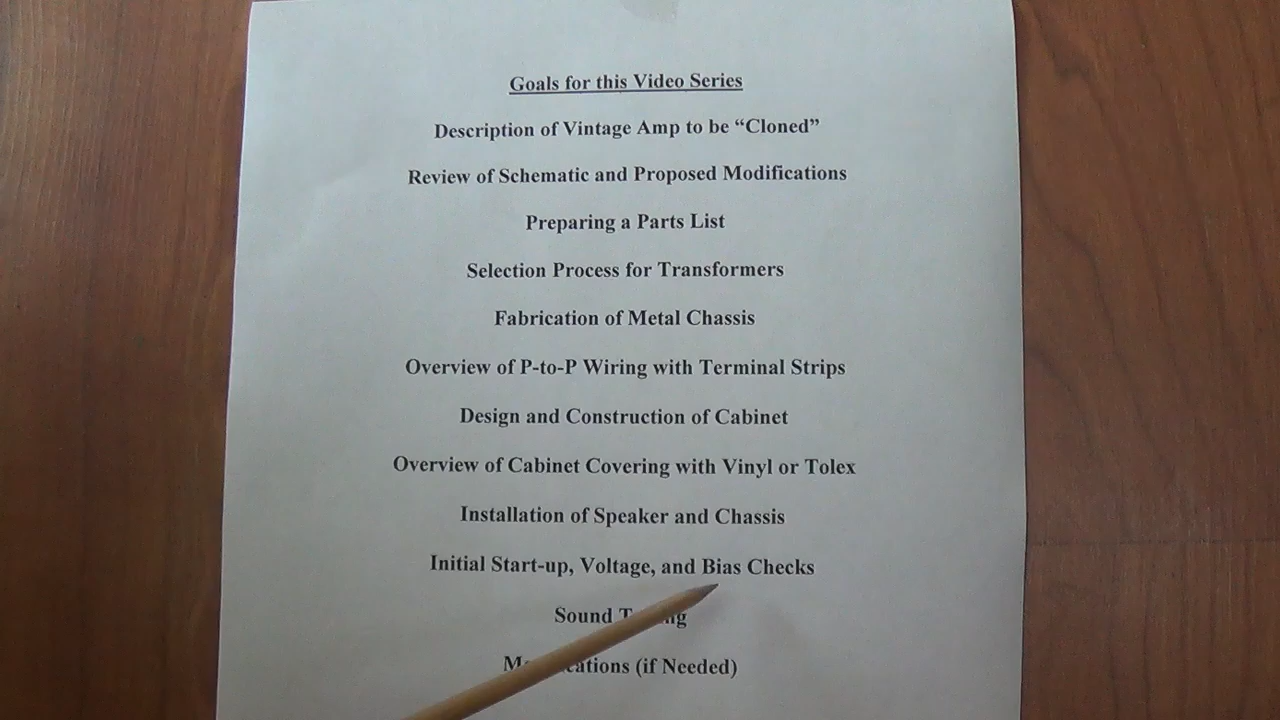 Goals for this Video Series
Description of Vintage Amp to be “Cloned”
Review of Schematic and Proposed Modifications
Preparing a Parts List
Selection Process for Transformers
Fabrication of Metal Chassis
Overview of P-to-P Wiring with Terminal Strips
Design and Construction of Cabinet
Overview of Cabinet Covering with Vinyl or Tolex
Installation of Speaker and Chassis
Initial Start-up, Voltage, and Bias Checks
Sound
(if Needed)